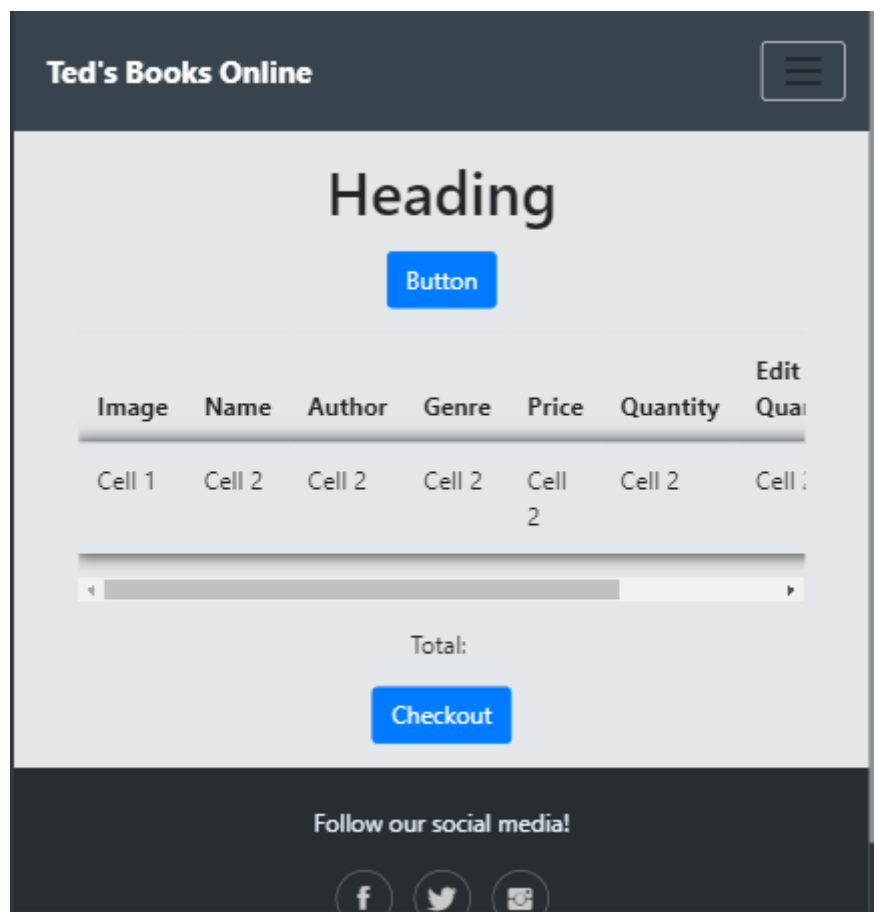 Ted's Books Online
Heading
Button
Edit
Image Name Author Genre Price Quantity
Cell 1 Cell 2 Cell 2 Cell 2 Cell Cell 2 Cell
2
Total:
Checkout
Follow our social media!